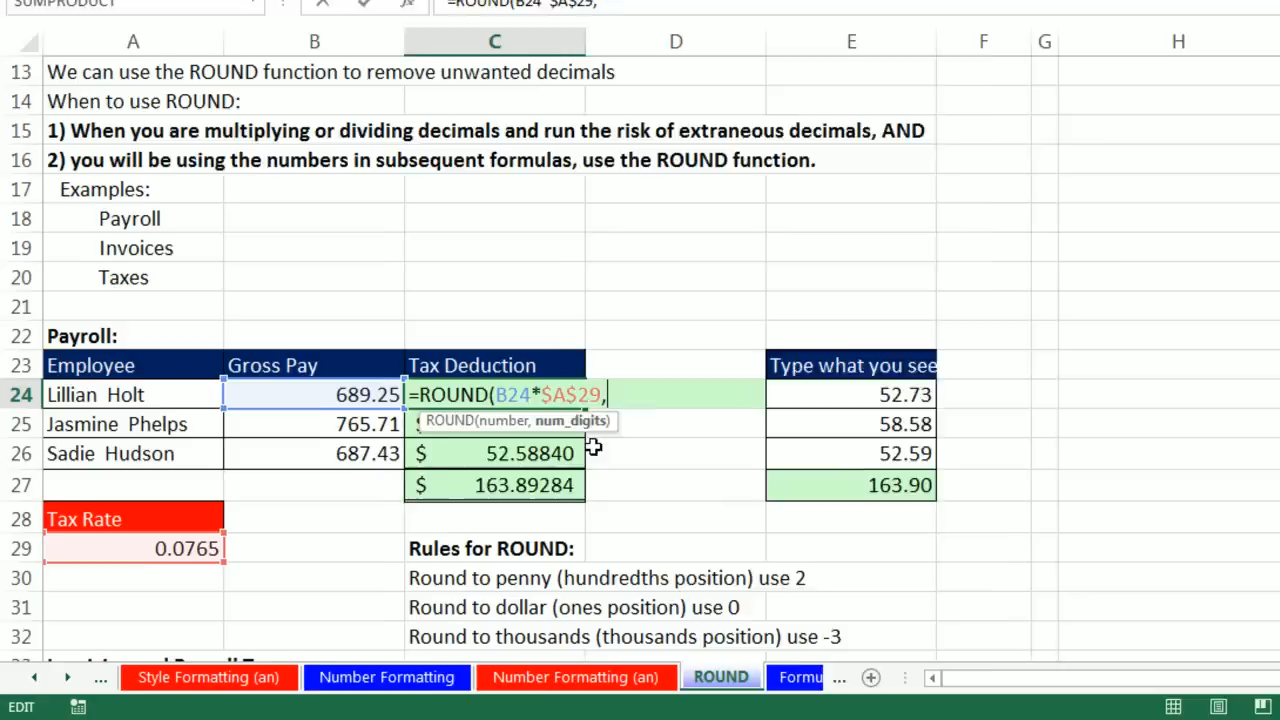 SUMPRODUCT =ROUND(B24*$A$29,
A B C D E F G H
13 We can use the ROUND function to remove unwanted decimals
14 When to use ROUND:
15 1) When you are multiplying or dividing decimals and run the risk of extraneous decimals, AND
16 2) you will be using the numbers in subsequent formulas, use the ROUND function.
17 Examples:
18 Payroll
19 Invoices
20 Taxes
21
22 Payroll:
23 Employee Gross Pay Tax Deduction Type what you see
24 Lillian Holt 689.25 =ROUND(B24*$A$29, 52.73
ROUND(number, num_digits)
25 Jasmine Phelps 765.71 $ 58.58
26 Sadie Hudson 687.43 $ 52.58840 52.59
27 $ 163.89284 163.90
28 Tax Rate
29 0.0765 Rules for ROUND:
30 Round to penny (hundredths position) use 2
31 Round to dollar (ones position) use 0
32 Round to thousands (thousands position) use -3
... Style Formatting (an) Number Formatting Number Formatting (an) ROUND Formu ...
EDIT